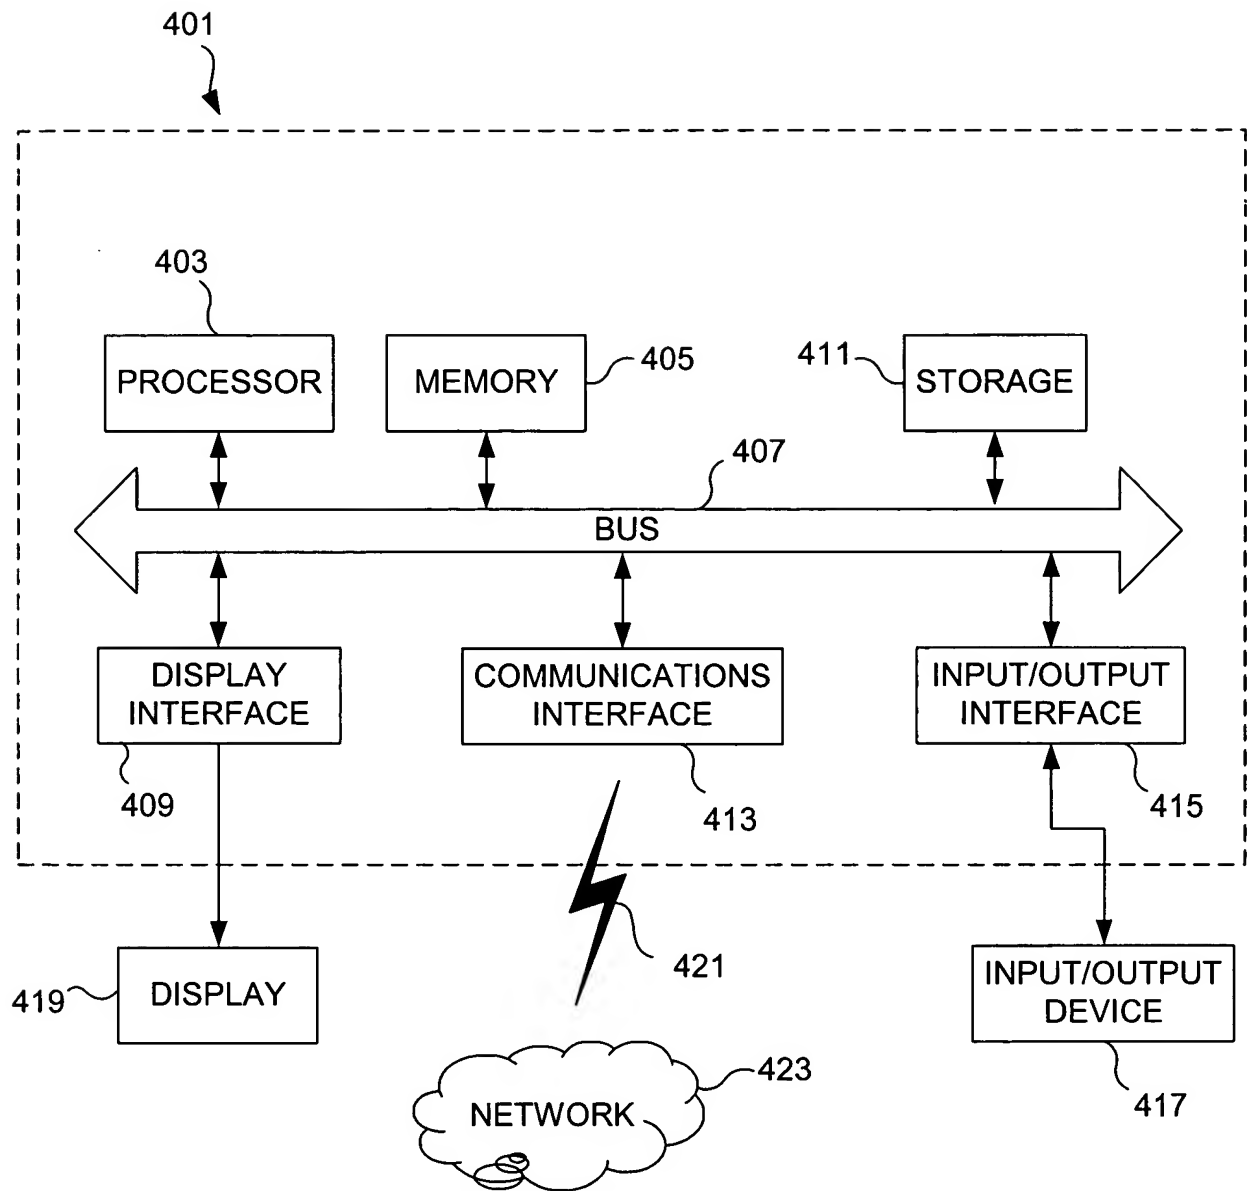 401
403
PROCESSOR
MEMORY
405
411
STORAGE
407
BUS
DISPLAY
INTERFACE
COMMUNICATIONS
INTERFACE
INPUT/OUTPUT
INTERFACE
409
413
415
421
419
DISPLAY
INPUT/OUTPUT
DEVICE
423
NETWORK
417